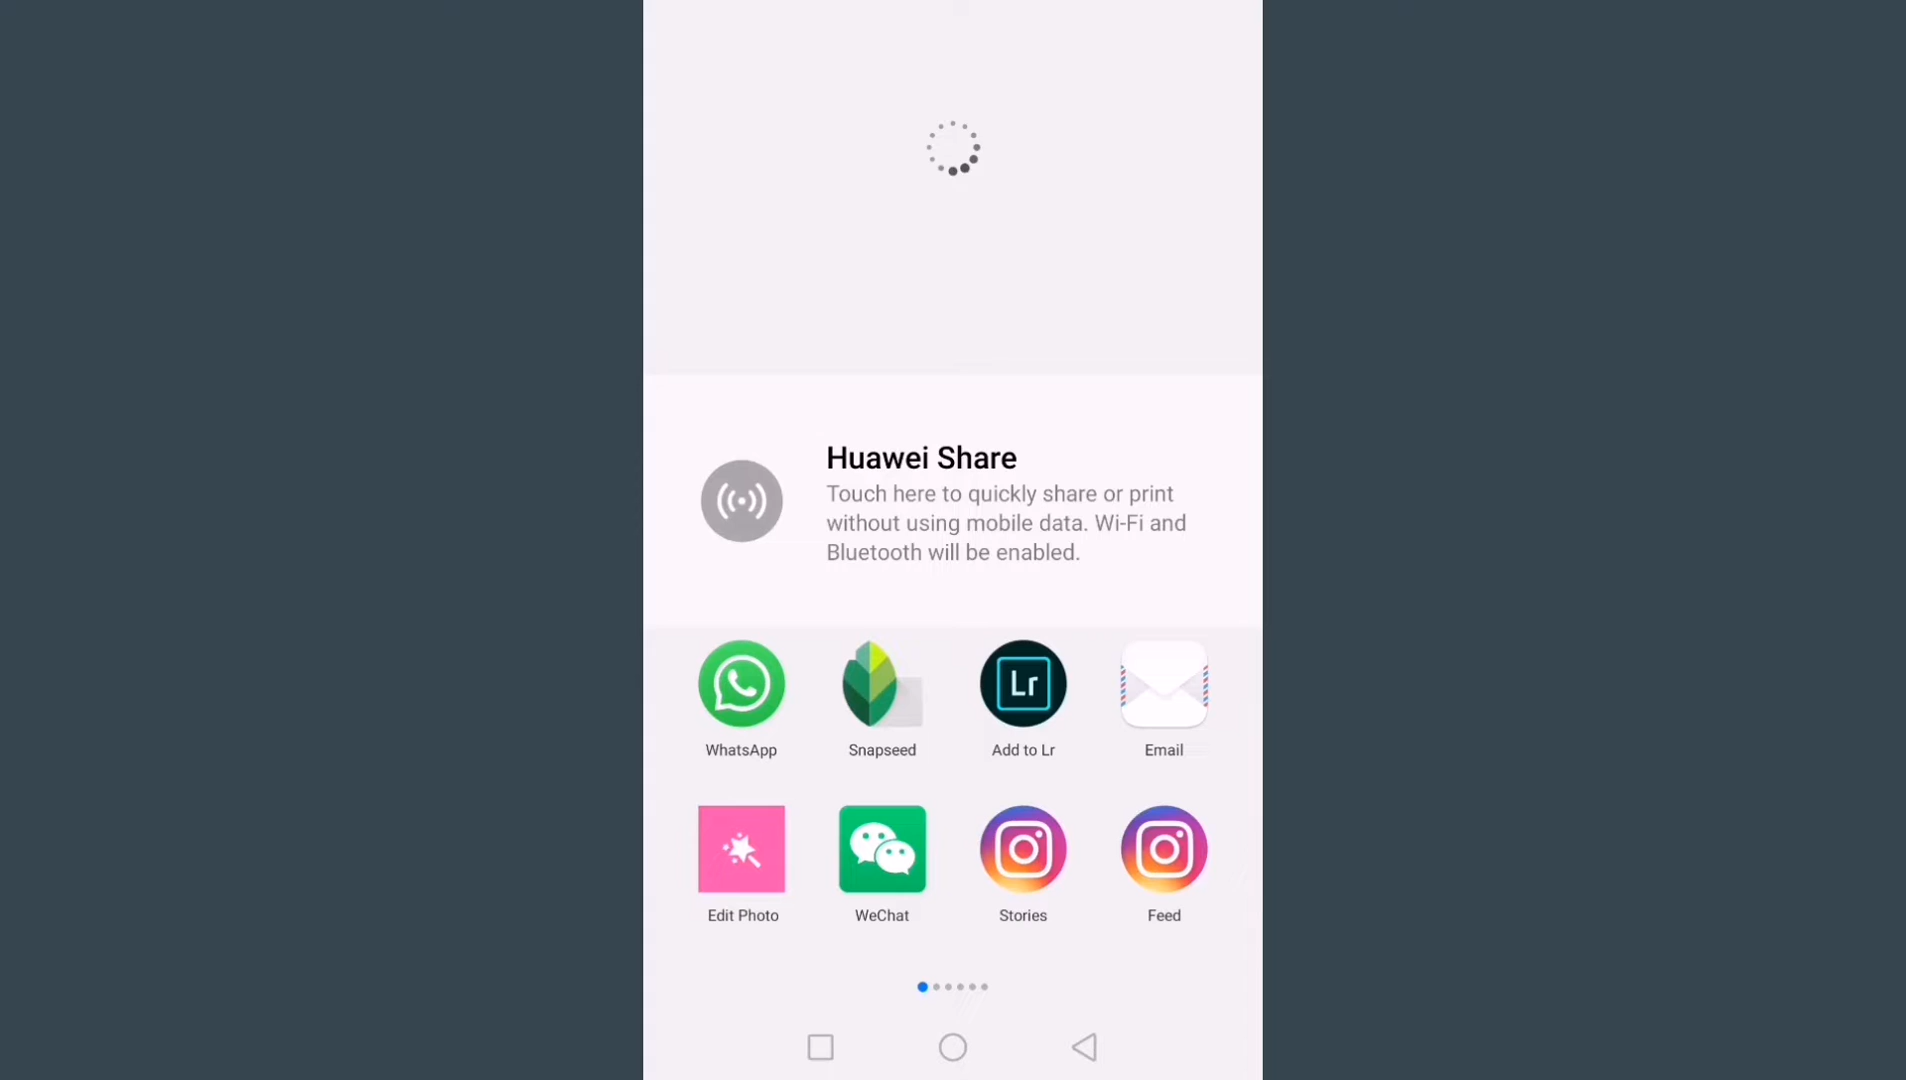 Huawei Share
Touch here to quickly share or print
without using mobile data. Wi-Fi and
Bluetooth will be enabled.
Lr
WhatsApp
Snapseed
Add to Lr
Email
Edit Photo
WeChat
Stories
Feed